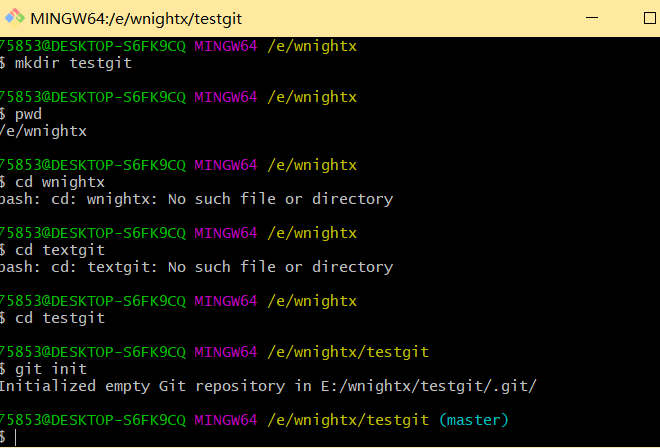 MINGW64:/e/wnightx/testgit
75853@DESKTOP-S6FK9CQ MINGW64 /e/wnightx
$ mkdir testgit
75853@DESKTOP-S6FK9CQ MINGW64 /e/wnightx
$ pwd
/e/wnightx
75853@DESKTOP-S6FK9CQ MINGW64 /e/wnightx
$ cd wnightx
bash: cd: wnightx: No such file or directory
75853@DESKTOP-S6FK9CQ MINGW64 /e/wnightx
$ cd textgit
bash: cd: textgit: No such file or directory
75853@DESKTOP-S6FK9CQ MINGW64 /e/wnightx
$ cd testgit
75853@DESKTOP-S6FK9CQ MINGW64 /e/wnightx/testgit
$ git init
Initialized empty Git repository in E:/wnightx/testgit/.git/
75853@DESKTOP-S6FK9CQ MINGW64 /e/wnightx/testgit (master)
$